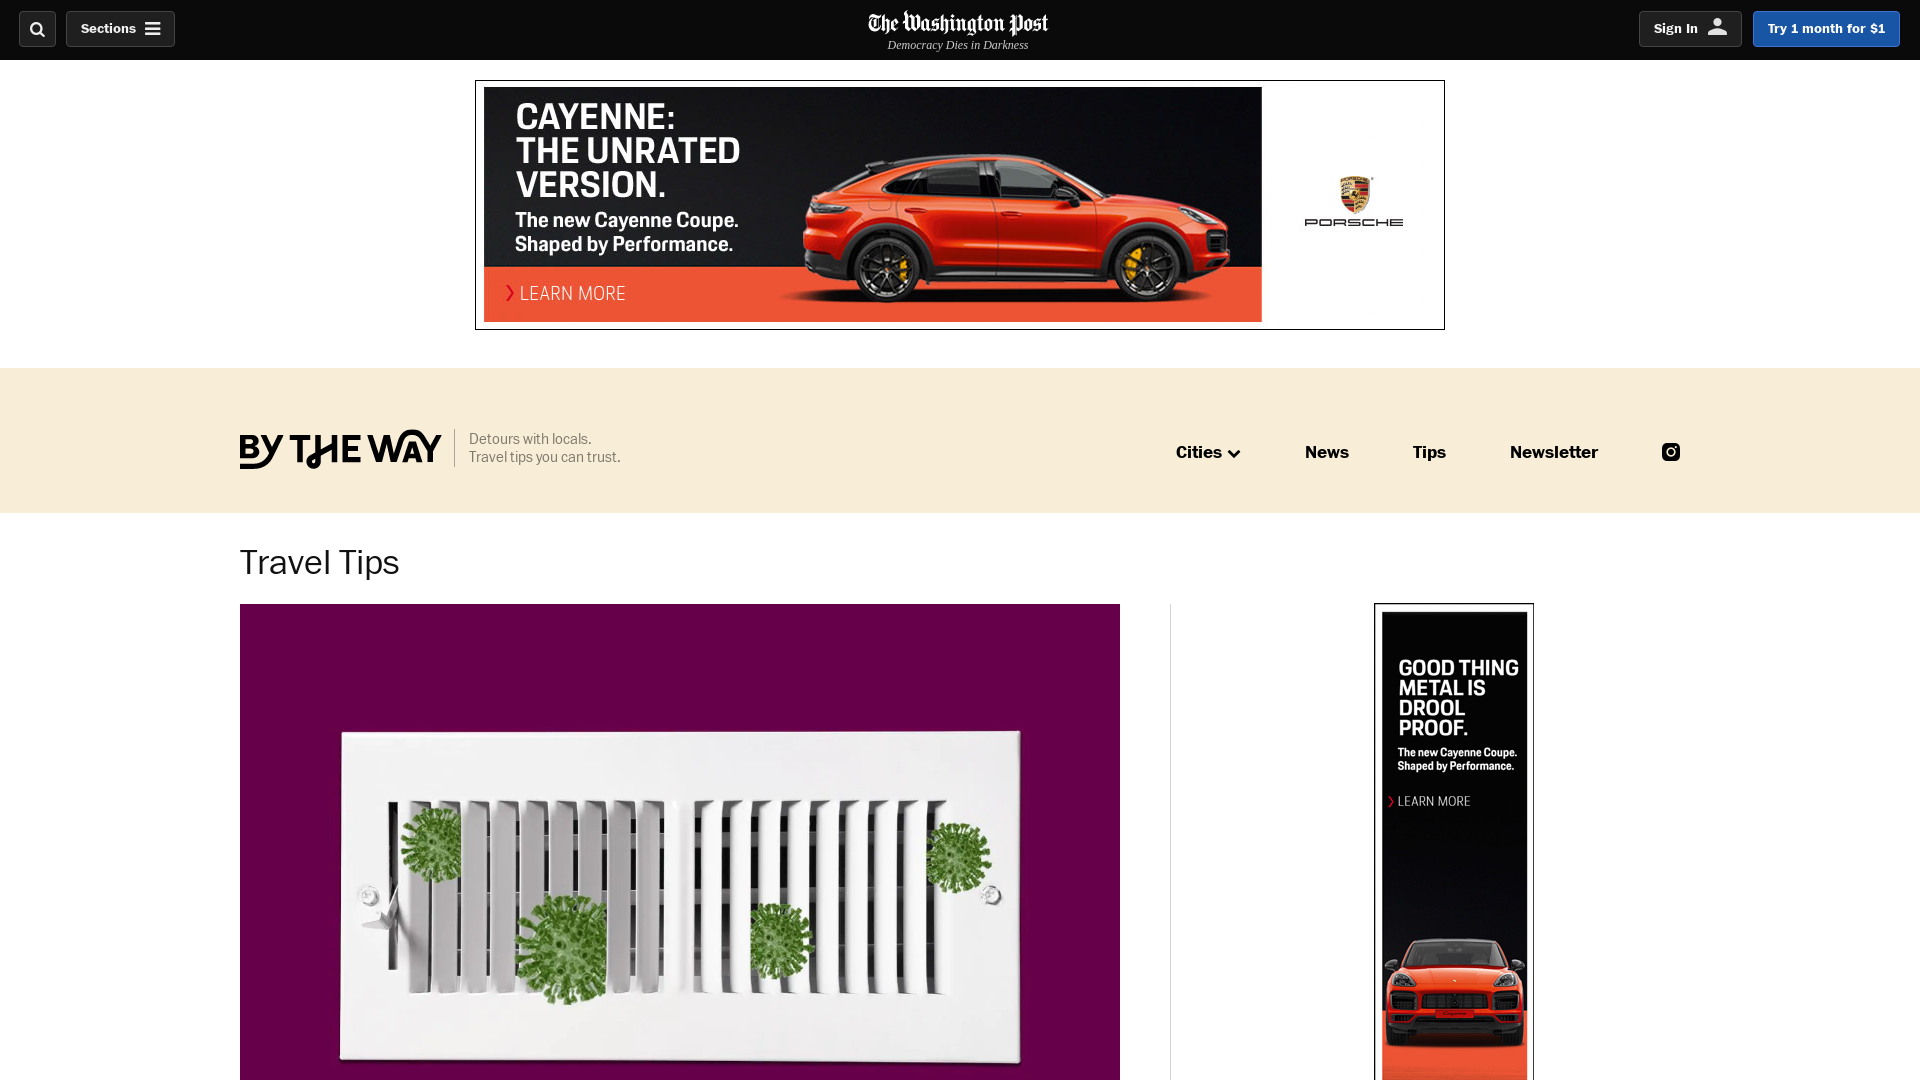 Sections
The Washington Post
Democracy Dies in Darkness
Sign In
Try 1 month for $1
CAYENNE:
THE UNRATED
VERSION.
The new Cayenne Coupe.
Shaped by Performance.
LEARN MORE
PORSCHE
BY THE WAY
Detours with locals.
Travel tips you can trust.
Cities
News
Tips
Newsletter
Travel Tips
GOOD THING
METAL IS
DROOL
PROOF.
The new Cayenne Coupe.
Shaped by Performance.
LEARN MORE